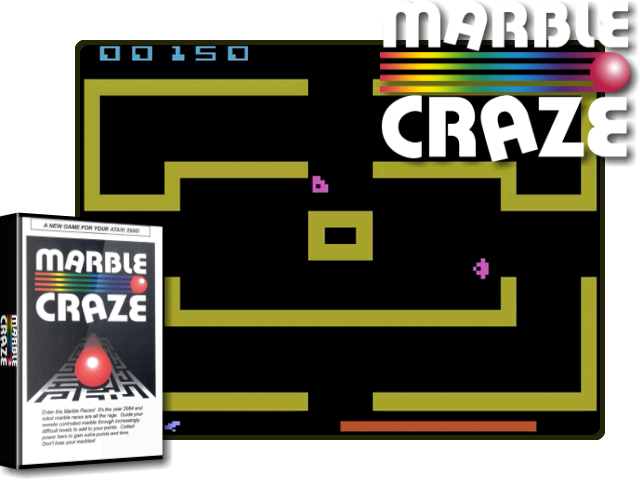 00150
MARBLE
CRAZE
A NEW GAME FOR YOUR ATARI 2600!
MARBLE
CRAZE
MARBLE
CRAZE
Enter the Marble Races! It's the year 2084 and
robot marble races are all the rage. Guide your
remote controlled marble through increasingly
difficult levels to add to your points. Collect
power bars to gain extra points and time.
Don't lose your marbles!